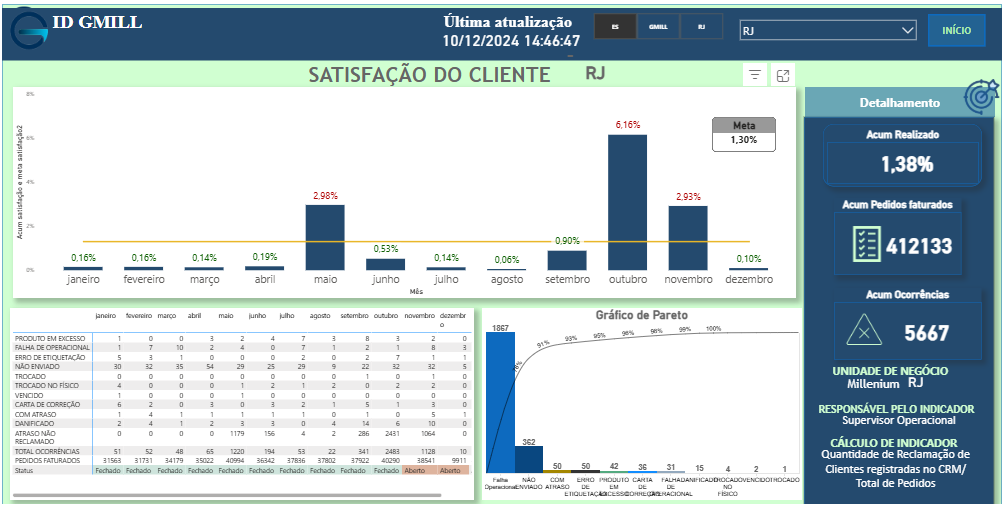 ID GMILL
Última atualização
10/12/2024 14:46:47
ES GMILL RJ
RJ
INÍCIO
SATISFAÇÃO DO CLIENTE RJ
Acum satisfação e meta satisfação2
8%
6%
4%
2%
0%
0,16% 0,16% 0,14% 0,19% 2,98% 0,53% 0,14% 0,06% 0,90% 6,16% 2,93% 0,10%
janeiro fevereiro março abril maio junho julho agosto setembro outubro novembro dezembro
Mês
Meta
1,30%
Detalhamento
Acum Realizado
1,38%
Acum Pedidos faturados
412133
Acum Ocorrências
5667
UNIDADE DE NEGÓCIO
Millenium RJ
RESPONSÁVEL PELO INDICADOR
Supervisor Operacional
CÁLCULO DE INDICADOR
Quantidade de Reclamação de
Clientes registradas no CRM/
Total de Pedidos
janeiro fevereiro março abril maio junho julho agosto setembro outubro novembro dezembr
o
PRODUTO EM EXCESSO 1 0 0 3 2 4 7 3 8 3 2 0
FALHA DE OPERACIONAL 1 7 10 2 4 0 7 1 2 1 8 3
ERRO DE ETIQUETAÇÃO 5 3 1 0 0 0 2 0 2 7 1 1
NÃO ENVIADO 30 32 35 54 29 25 29 9 22 32 32 5
TROCADO 0 0 0 0 0 0 0 0 1 0 1 0
TROCADO NO FÍSICO 4 0 0 0 1 2 1 2 0 2 2 0
VENCIDO 1 0 0 0 1 0 0 0 0 0 0 0
CARTA DE CORREÇÃO 6 2 0 3 0 3 2 1 5 1 3 0
COM ATRASO 1 4 1 1 1 1 1 0 1 0 5 1
DANIFICADO 2 4 1 2 3 3 0 4 14 6 10 0
ATRASO NÃO
RECLAMADO 0 0 0 0 1179 156 4 2 286 2431 1064 0
TOTAL OCORRÊNCIAS 51 52 48 65 1220 194 53 22 341 2483 1128 10
PEDIDOS FATURADOS 31563 31731 34179 35022 40994 36342 37836 37802 37922 40290 38541 9911
Status Fechado Fechado Fechado Fechado Fechado Fechado Fechado Fechado Fechado Fechado Aberto Aberto
Gráfico de Pareto
1867 362 50 50 42 36 31 15 4 2 1
91% 93% 95% 96% 98% 99% 100%
Falha
Operacional
NÃO
ENVIADO
COM
ATRASO
ERRO
DE
ETIQUETAÇÃO
PRODUTO
EM
EXCESSO
CARTA
DE
CORREÇÃO
FALHA
DE
OPERACIONAL
DANIFICADO
TROCADO
NO
FÍSICO
VENCIDO
TROCADO